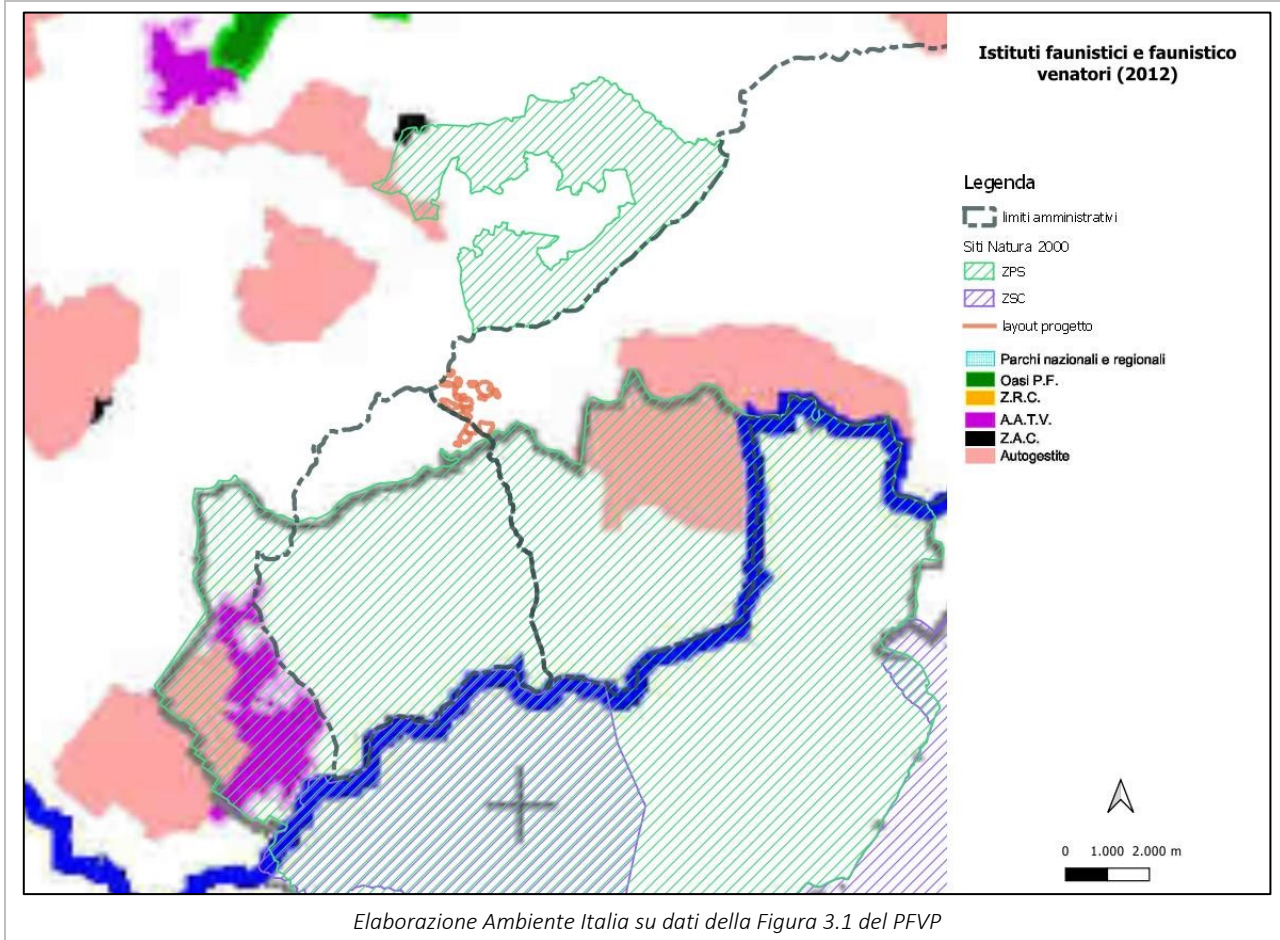 Istituti faunistici e faunistico
venatori (2012)
Legenda
limiti amministrativi
Siti Natura 2000
ZPS
ZSC
layout progetto
Parchi nazionali e regionali
Oasi P.F.
Z.R.C.
A.A.T.V.
Z.A.C.
Autogestite
0 1.000 2.000 m
Elaborazione Ambiente Italia su dati della Figura 3.1 del PFVP